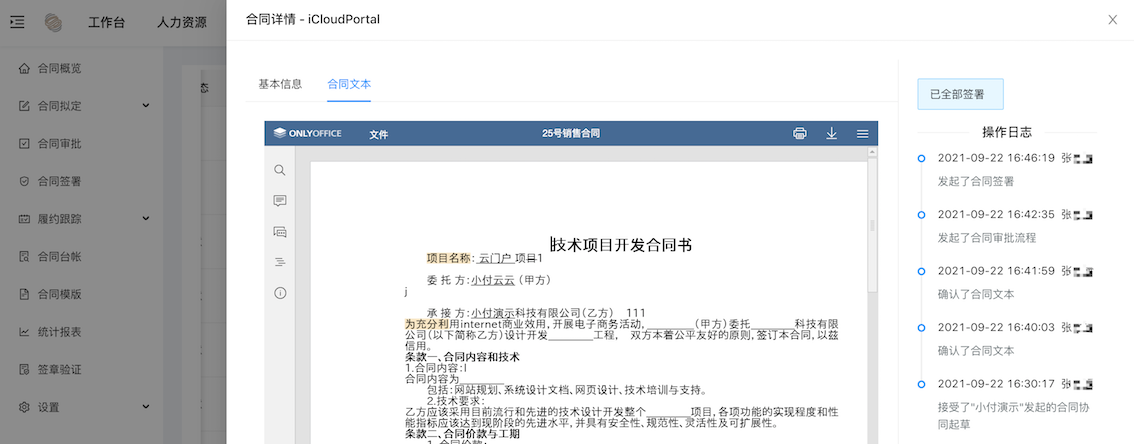 工作台 人力资源
合同详情 - iCloudPortal
合同概览
合同拟定
合同审批
合同签署
履约跟踪
合同台帐
合同模版
统计报表
签章验证
设置
态
基本信息 合同文本
ONLYOFFICE 文件 25号销售合同
技术项目开发合同书
项目名称：云门户 项目1
委 托 方：小付云云（甲方）
j
承 接 方：小付演示科技有限公司（乙方） 111
为充分利用internet商业效用，开展电子商务活动，________（甲方）委托________科技有限
公司（以下简称乙方）设计开发________工程， 双方本着公平友好的原则，签订本合同，以兹
信用。
条款一、合同内容和技术
1.合同内容：l
合同内容为________
包括：网站规划、系统设计文档、网页设计、技术培训与支持。
2.技术要求：
乙方应该采用目前流行和先进的技术设计开发整个________项目，各项功能的实现程度和性
能指标应该达到现阶段的先进水平，并具有安全性、规范性、灵活性及可扩展性。
条款二、合同价款与工期
1.合同价款：
已全部签署
操作日志
2021-09-22 16:46:19 张
发起了合同签署
2021-09-22 16:42:35 张
发起了合同审批流程
2021-09-22 16:41:59 张
确认了合同文本
2021-09-22 16:40:03 张
确认了合同文本
2021-09-22 16:30:17 张
接受了"小付演示"发起的合同协
同起草